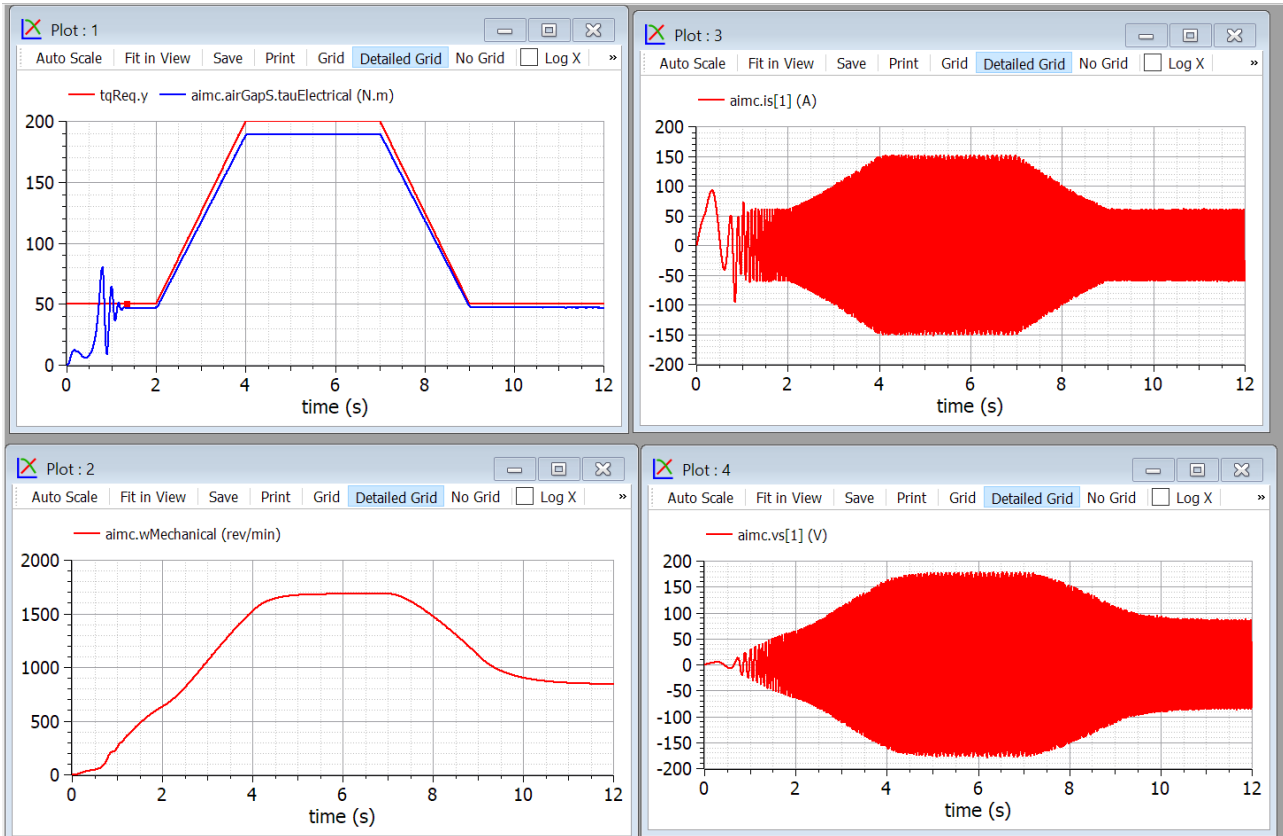 Plot : 1
Auto Scale Fit in View Save Print Grid Detailed Grid No Grid Log X »
tqReq.y aimc.airGapS.tauElectrical (N.m)
200
150
100
50
0
0 2 4 6 8 10 12
time (s)
Plot : 3
Auto Scale Fit in View Save Print Grid Detailed Grid No Grid Log X »
aimc.is[1] (A)
200
150
100
50
0
-50
-100
-150
-200
0 2 4 6 8 10 12
time (s)
Plot : 2
Auto Scale Fit in View Save Print Grid Detailed Grid No Grid Log X »
aimc.wMechanical (rev/min)
2000
1500
1000
500
0
0 2 4 6 8 10 12
time (s)
Plot : 4
Auto Scale Fit in View Save Print Grid Detailed Grid No Grid Log X »
aimc.vs[1] (V)
200
150
100
50
0
-50
-100
-150
-200
0 2 4 6 8 10 12
time (s)